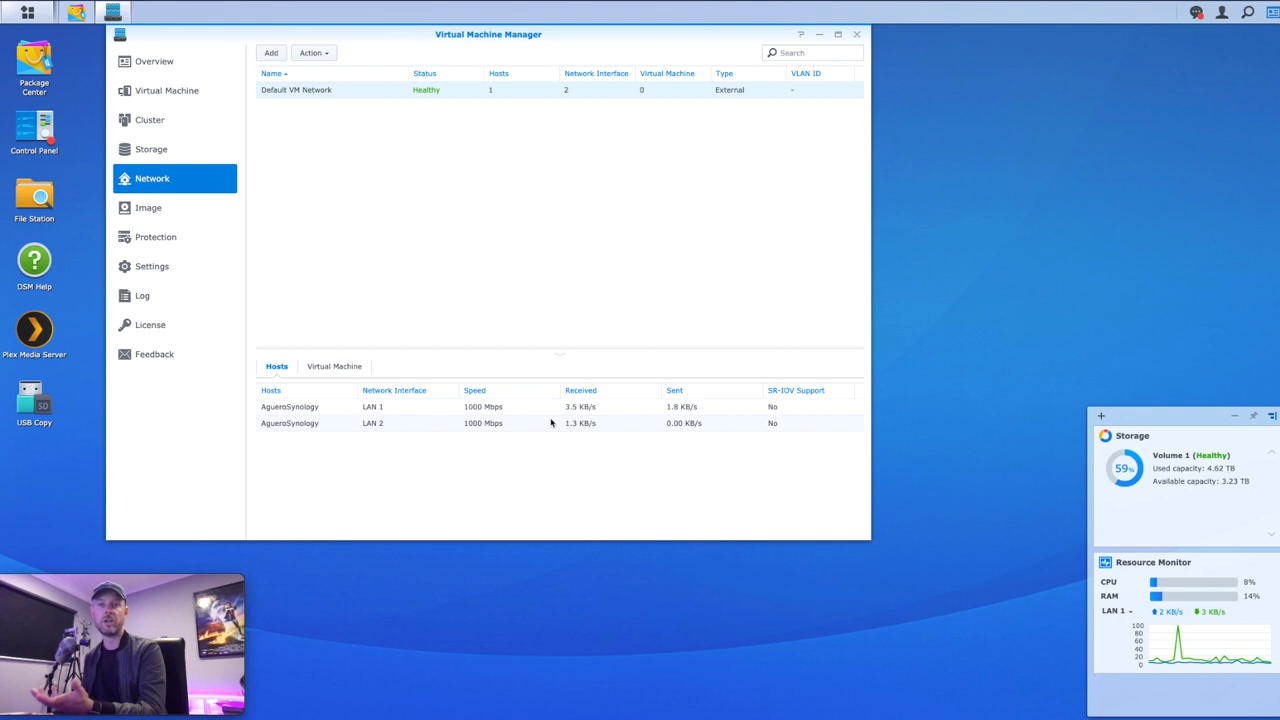 Virtual Machine Manager
Package
Center
Control Panel
File Station
DSM Help
Plex Media Server
USB Copy
SD
Overview
Virtual Machine
Cluster
Storage
Network
Image
Protection
Settings
Log
License
Feedback
Add Action Search
Name Status Hosts Network Interface Virtual Machine Type VLAN ID
Default VM Network Healthy 1 2 0 External -
Hosts Virtual Machine
Hosts Network Interface Speed Received Sent SR-IOV Support
AgueroSynology LAN 1 1000 Mbps 3.5 KB/s 1.8 KB/s No
AgueroSynology LAN 2 1000 Mbps 1.3 KB/s 0.00 KB/s No
Storage
59%
Volume 1 (Healthy)
Used capacity: 4.62 TB
Available capacity: 3.23 TB
Resource Monitor
CPU 8%
RAM 14%
LAN 1 2 KB/s 3 KB/s
100
80
60
40
20
0